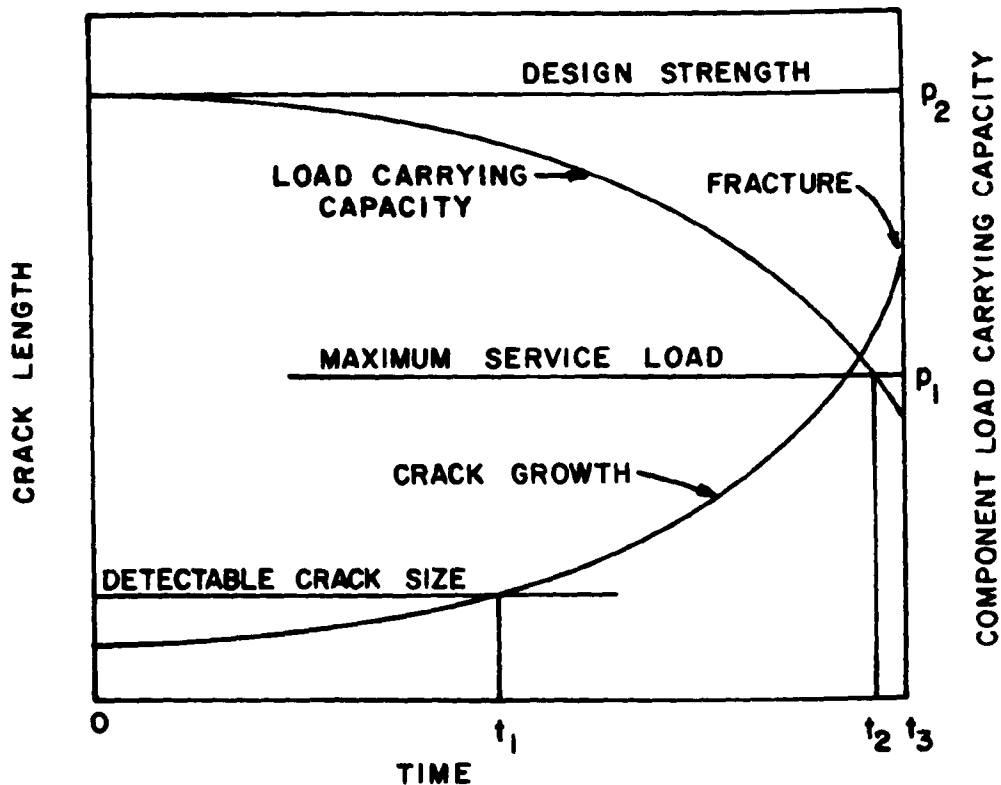 DESIGN STRENGTH
P2
LOAD CARRYING
CAPACITY
FRACTURE
MAXIMUM SERVICE LOAD
P1
CRACK GROWTH
DETECTABLE CRACK SIZE
CRACK LENGTH
COMPONENT LOAD CARRYING CAPACITY
0
t1
t2
t3
TIME